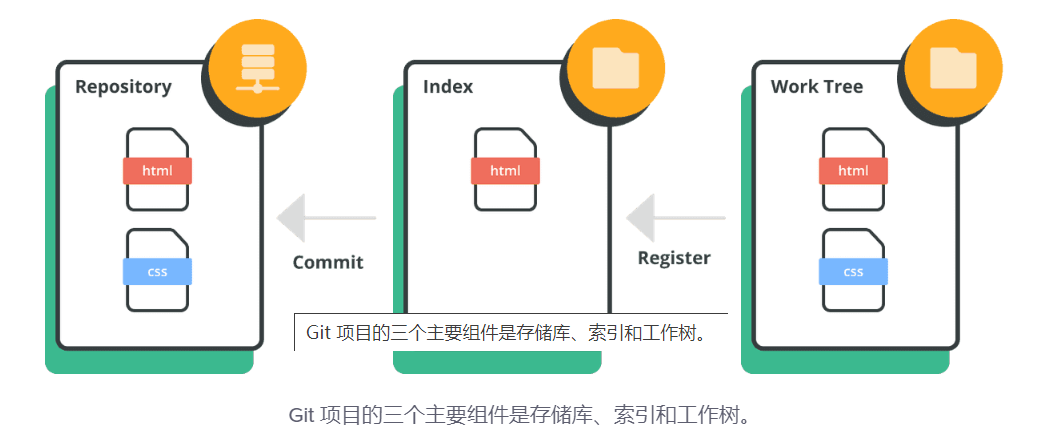 Repository
Index
Work Tree
html
html
html
css
css
Commit
Register
Git 项目的三个主要组件是存储库、索引和工作树。
Git 项目的三个主要组件是存储库、索引和工作树。